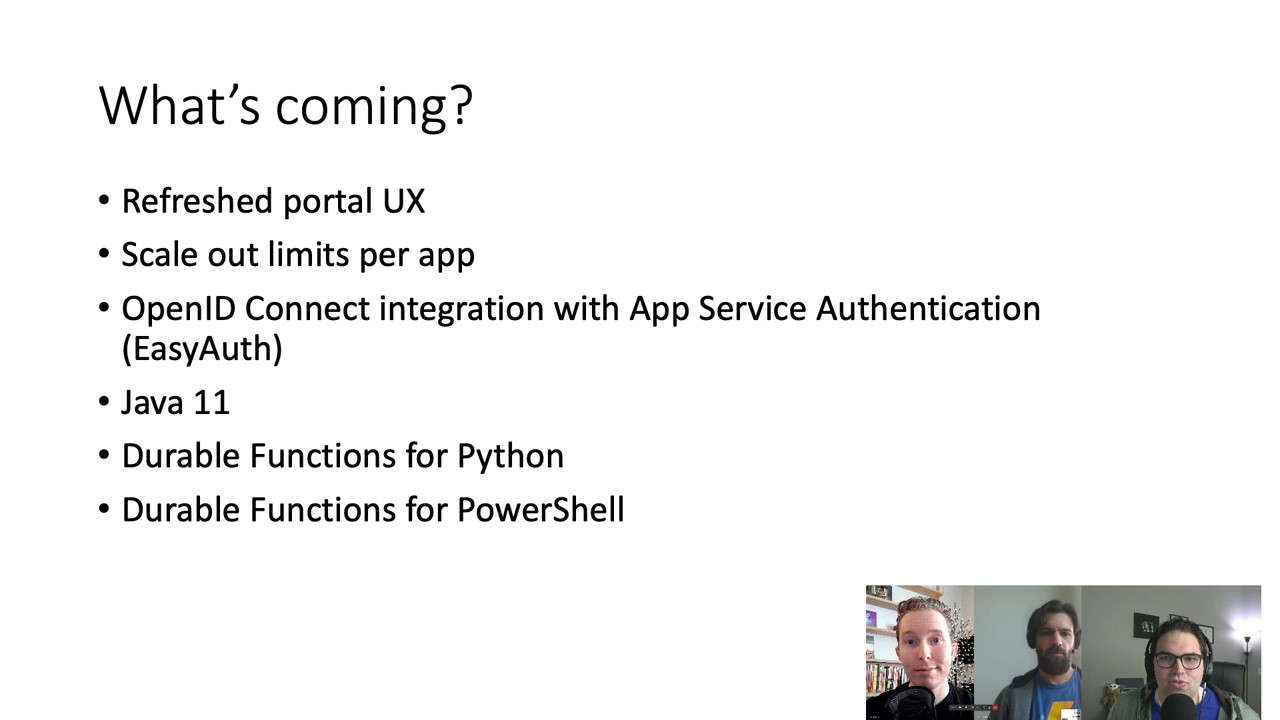 What’s coming?
• Refreshed portal UX
• Scale out limits per app
• OpenID Connect integration with App Service Authentication
(EasyAuth)
• Java 11
• Durable Functions for Python
• Durable Functions for PowerShell